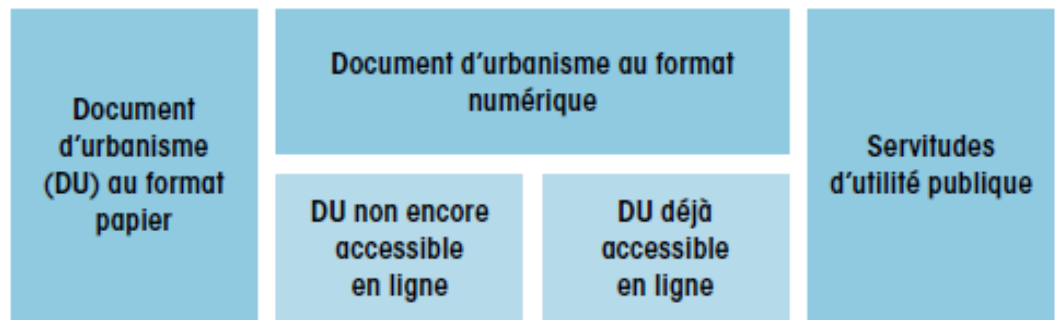 Document
d'urbanisme
(DU) au format
papier
Document d'urbanisme au format
numérique
DU non encore
accessible
en ligne
DU déjà
accessible
en ligne
Servitudes
d'utilité publique